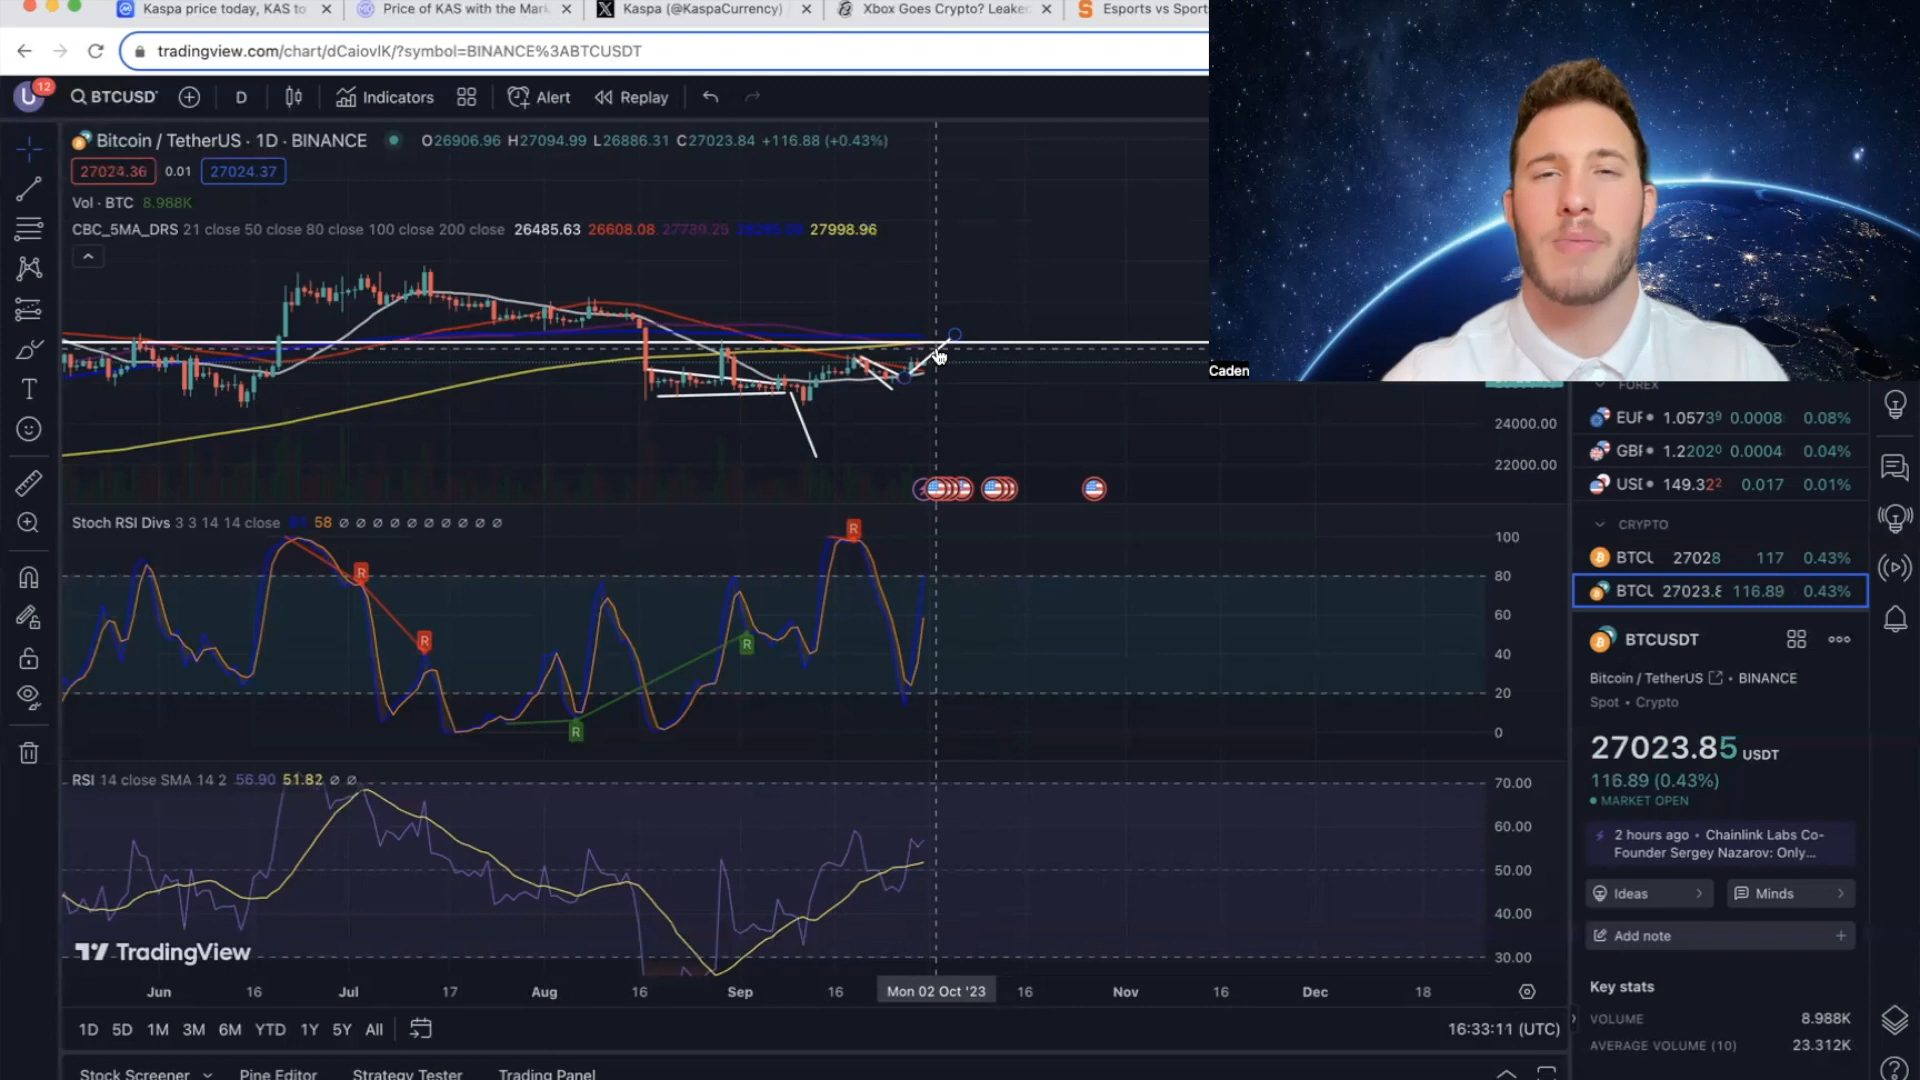 Kaspa price today, KAS to
Price of KAS with the Mark
Kaspa (@KaspaCurrency)
Xbox Goes Crypto? Leake
Esports vs Sport
tradingview.com/chart/dCaiovlK/?symbol=BINANCE%3ABTCUSDT
U 12 BTCUSD D Indicators Alert Replay
Bitcoin / TetherUS · 1D · BINANCE O26906.96 H27094.99 L26886.31 C27023.84 +116.88 (+0.43%)
27024.36 0.01 27024.37
Vol · BTC 8.988K
CBC_5MA_DRS 21 close 50 close 80 close 100 close 200 close 26485.63 26608.08 27998.96
Caden
24000.00
22000.00
FOREX
EUF 1.05739 0.0008 0.08%
GBF 1.22020 0.0004 0.04%
USI 149.322 0.017 0.01%
CRYPTO
BTCL 27028 117 0.43%
BTCL 27023.8 116.89 0.43%
Stoch RSI Divs 3 3 14 14 close 58 ∅ ∅ ∅ ∅ ∅ ∅ ∅ ∅ ∅ ∅
R
R
R
R
R
100
80
60
40
20
0
BTCUSDT
Bitcoin / TetherUS • BINANCE
Spot • Crypto
27023.85 USDT
116.89 (0.43%)
MARKET OPEN
2 hours ago • Chainlink Labs Co-
Founder Sergey Nazarov: Only...
Ideas
Minds
Add note
Key stats
VOLUME 8.988K
AVERAGE VOLUME (10) 23.312K
RSI 14 close SMA 14 2 56.90 51.82 ∅ ∅
70.00
60.00
50.00
40.00
30.00
TradingView
Jun 16 Jul 17 Aug 16 Sep 16 Mon 02 Oct '23 16 Nov 16 Dec 18
1D 5D 1M 3M 6M YTD 1Y 5Y All
16:33:11 (UTC)
Stock Screener Pine Editor Strategy Tester Trading Panel